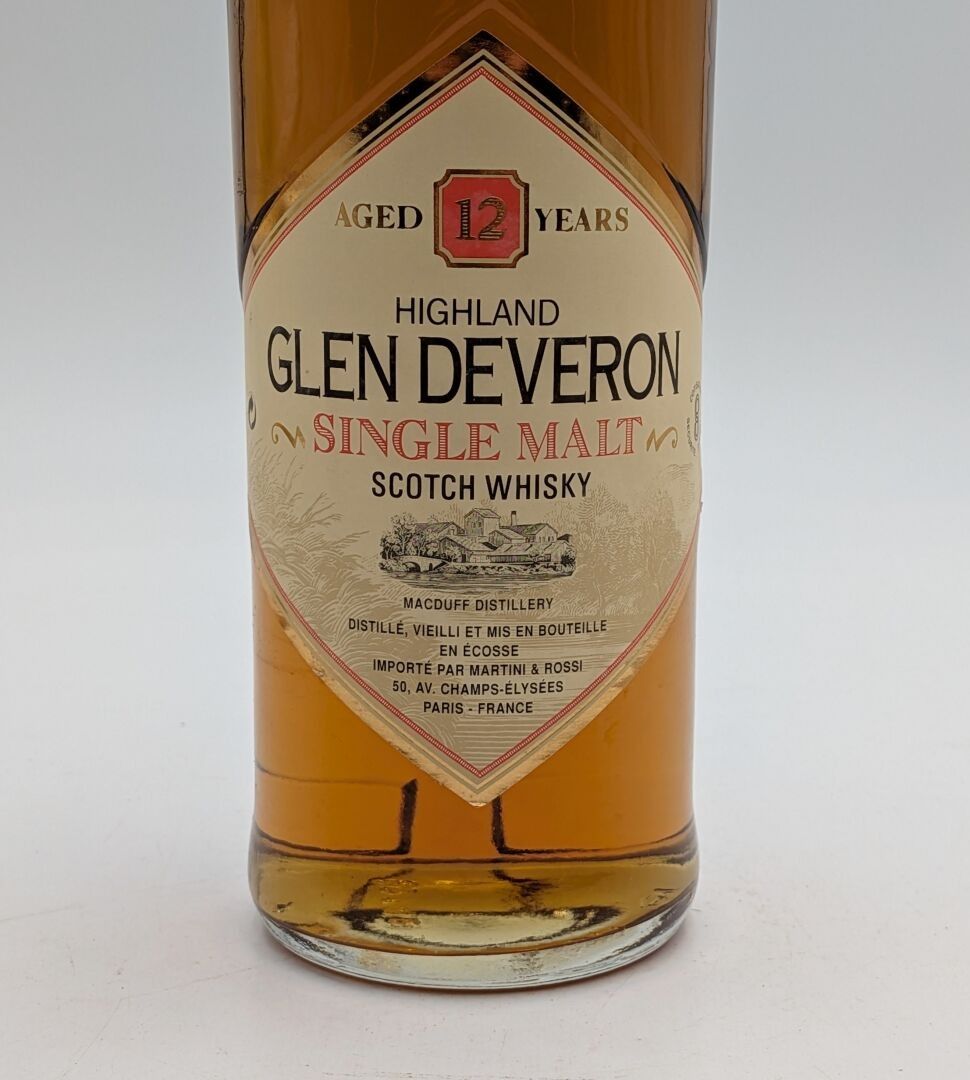 AGED 12 YEARS
HIGHLAND
GLEN DEVERON
SINGLE MALT
SCOTCH WHISKY
MACDUFF DISTILLERY
DISTILLÉ, VIEILLI ET MIS EN BOUTEILLE
EN ÉCOSSE
IMPORTÉ PAR MARTINI & ROSSI
50, AV. CHAMPS-ÉLYSÉES
PARIS - FRANCE